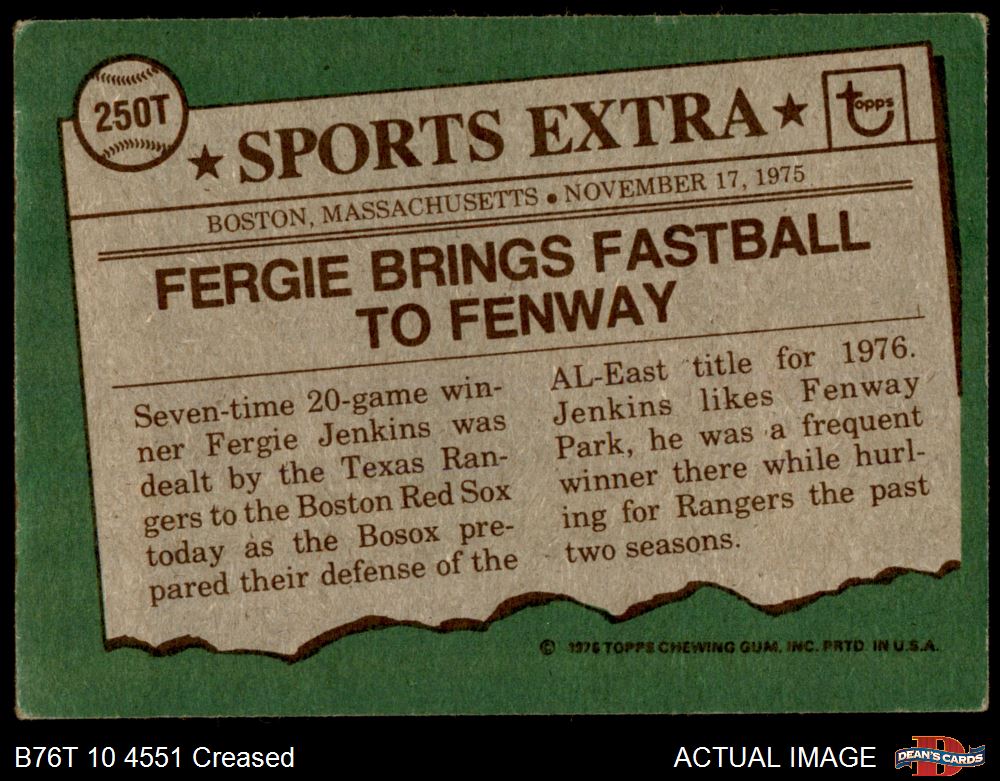 250T
★ SPORTS EXTRA ★
topps
BOSTON, MASSACHUSETTS • NOVEMBER 17, 1975
FERGIE BRINGS FASTBALL
TO FENWAY
Seven-time 20-game win-
ner Fergie Jenkins was
dealt by the Texas Ran-
gers to the Boston Red Sox
today as the Bosox pre-
pared their defense of the
AL-East title for 1976.
Jenkins likes Fenway
Park, he was a frequent
winner there while hurl-
ing for Rangers the past
two seasons.
© 1976 TOPPS CHEWING GUM, INC. PRTD. IN U.S.A.
B76T 10 4551 Creased
ACTUAL IMAGE
D
DEAN'S CARDS